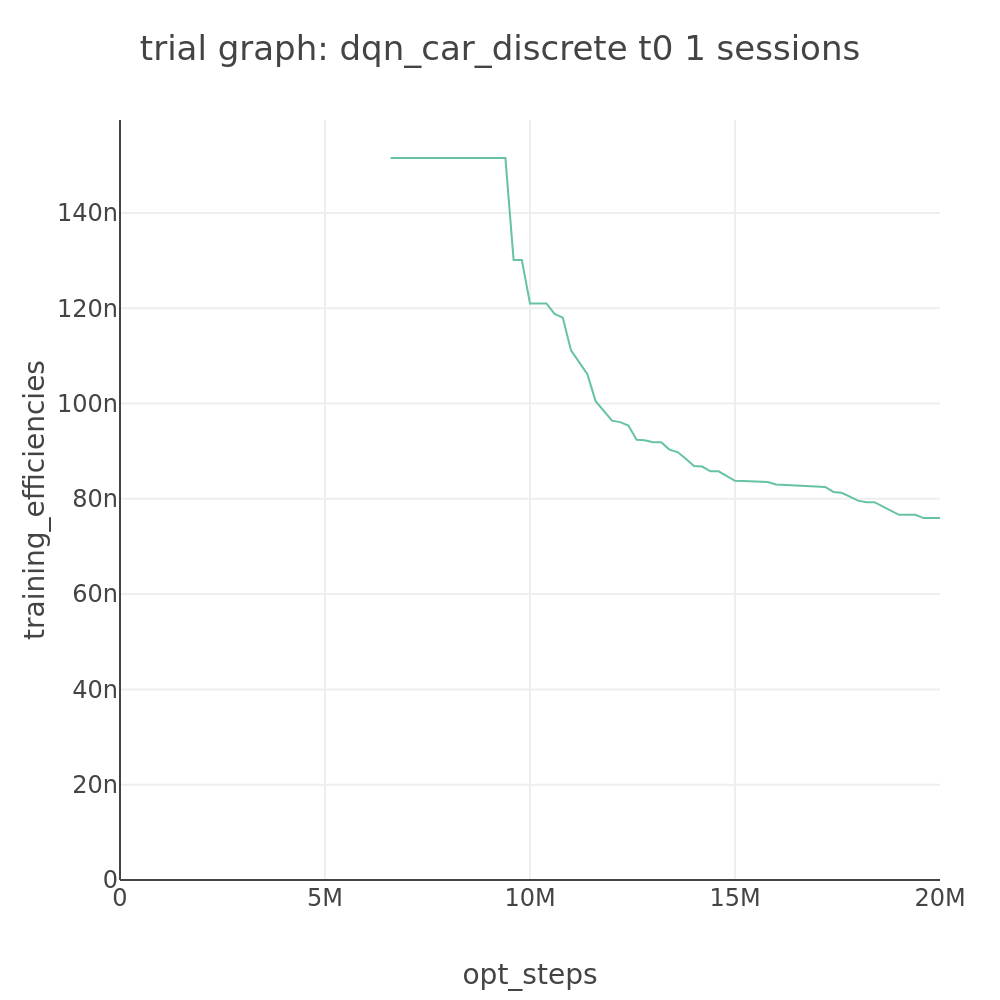 trial graph: dqn_car_discrete t0 1 sessions
training_efficiencies
140n
120n
100n
80n
60n
40n
20n
0
0 5M 10M 15M 20M
opt_steps